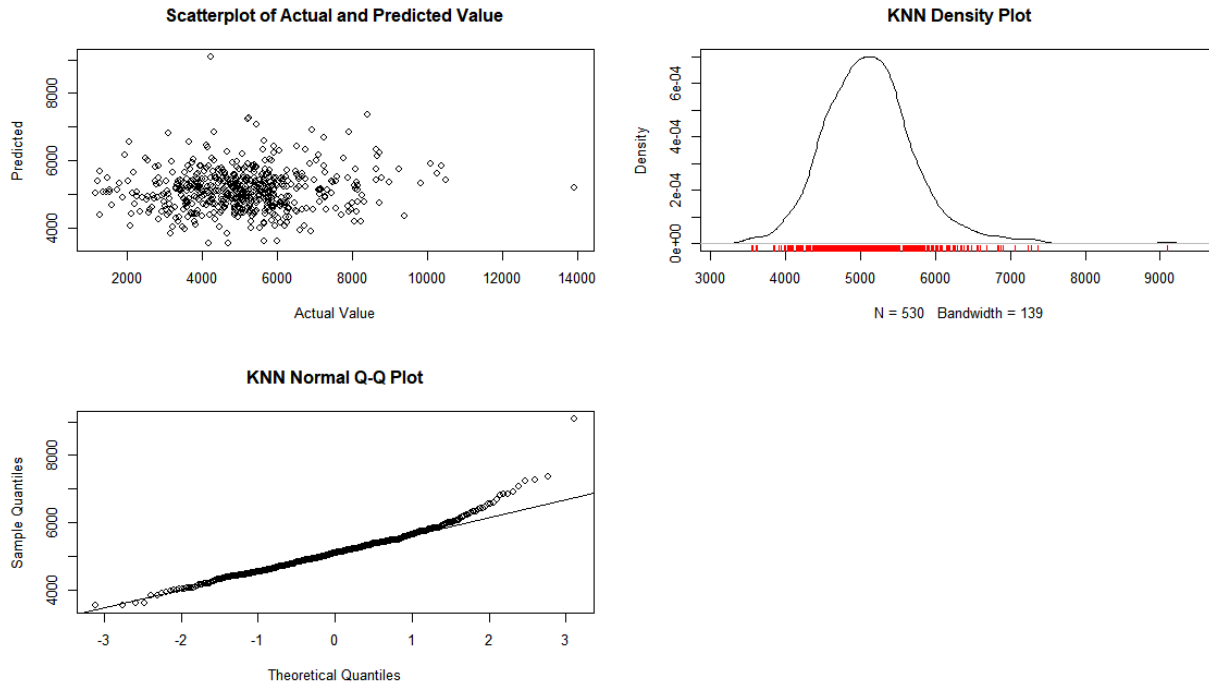 Scatterplot of Actual and Predicted Value
Predicted
8000
6000
4000
2000 4000 6000 8000 10000 12000 14000
Actual Value
KNN Density Plot
Density
6e-04
4e-04
2e-04
0e+00
3000 4000 5000 6000 7000 8000 9000
N = 530 Bandwidth = 139
KNN Normal Q-Q Plot
Sample Quantiles
8000
6000
4000
-3 -2 -1 0 1 2 3
Theoretical Quantiles